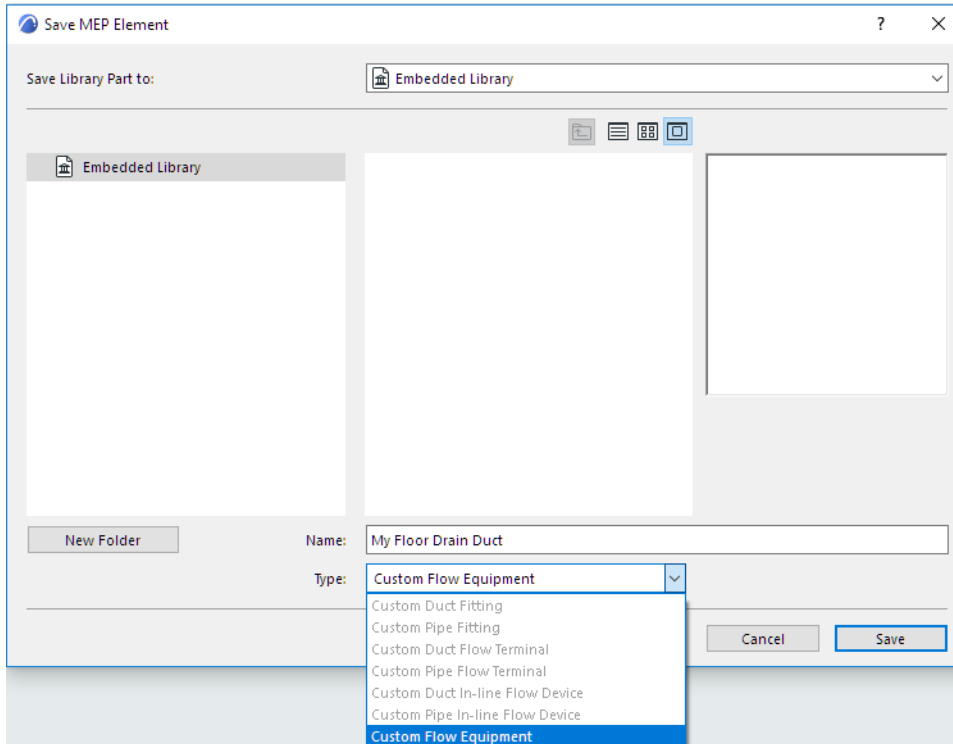 Save MEP Element
?
Save Library Part to:
Embedded Library
Embedded Library
New Folder
Name:
My Floor Drain Duct
Type:
Custom Flow Equipment
Custom Duct Fitting
Custom Pipe Fitting
Custom Duct Flow Terminal
Custom Pipe Flow Terminal
Custom Duct In-line Flow Device
Custom Pipe In-line Flow Device
Custom Flow Equipment
Cancel
Save